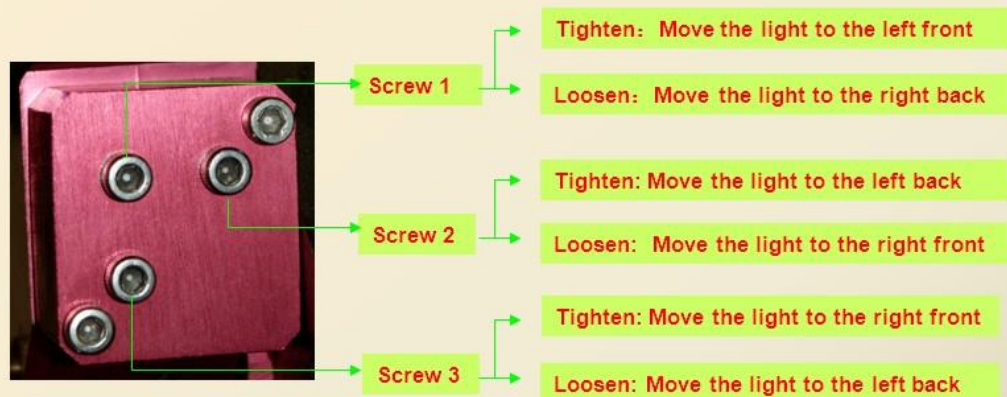 Tighten： Move the light to the left front
Screw 1
Loosen： Move the light to the right back
Tighten: Move the light to the left back
Screw 2
Loosen: Move the light to the right front
Tighten: Move the light to the right front
Screw 3
Loosen: Move the light to the left back